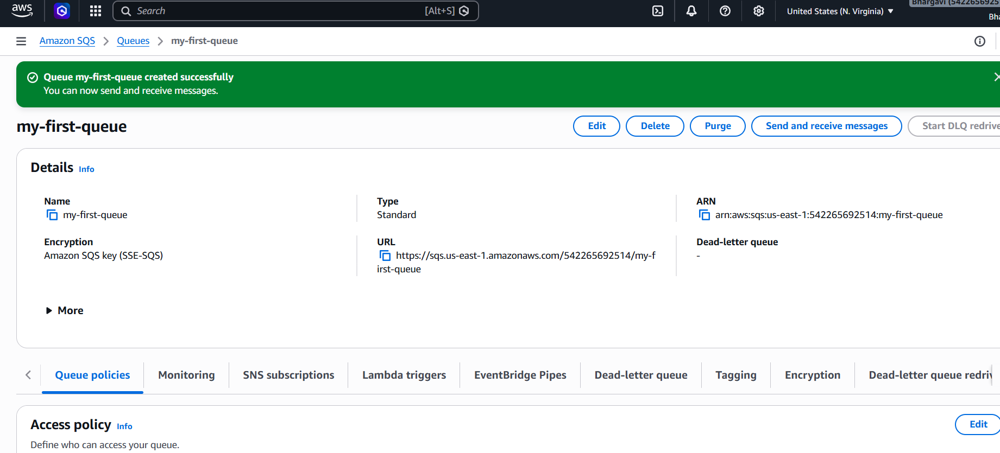 aws
Search
[Alt+S]
United States (N. Virginia)
Bhargavi (5422656925
Bha
Amazon SQS
Queues
my-first-queue
Queue my-first-queue created successfully
You can now send and receive messages.
my-first-queue
Edit
Delete
Purge
Send and receive messages
Start DLQ redrive
Details Info
Name
my-first-queue
Type
Standard
ARN
arn:aws:sqs:us-east-1:542265692514:my-first-queue
Encryption
Amazon SQS key (SSE-SQS)
URL
https://sqs.us-east-1.amazonaws.com/542265692514/my-f
irst-queue
Dead-letter queue
-
More
Queue policies
Monitoring
SNS subscriptions
Lambda triggers
EventBridge Pipes
Dead-letter queue
Tagging
Encryption
Dead-letter queue redriv
Access policy Info
Edit
Define who can access your queue.